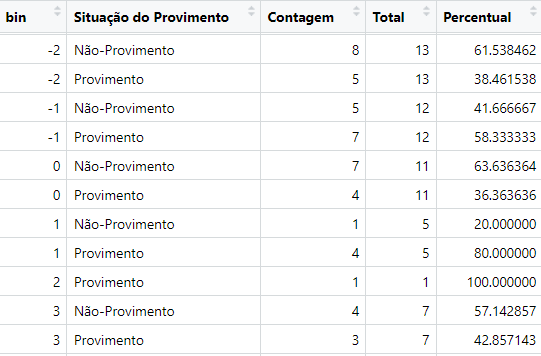 bin Situação do Provimento Contagem Total Percentual
-2 Não-Provimento 8 13 61.538462
-2 Provimento 5 13 38.461538
-1 Não-Provimento 5 12 41.666667
-1 Provimento 7 12 58.333333
0 Não-Provimento 7 11 63.636364
0 Provimento 4 11 36.363636
1 Não-Provimento 1 5 20.000000
1 Provimento 4 5 80.000000
2 Provimento 1 1 100.000000
3 Não-Provimento 4 7 57.142857
3 Provimento 3 7 42.857143